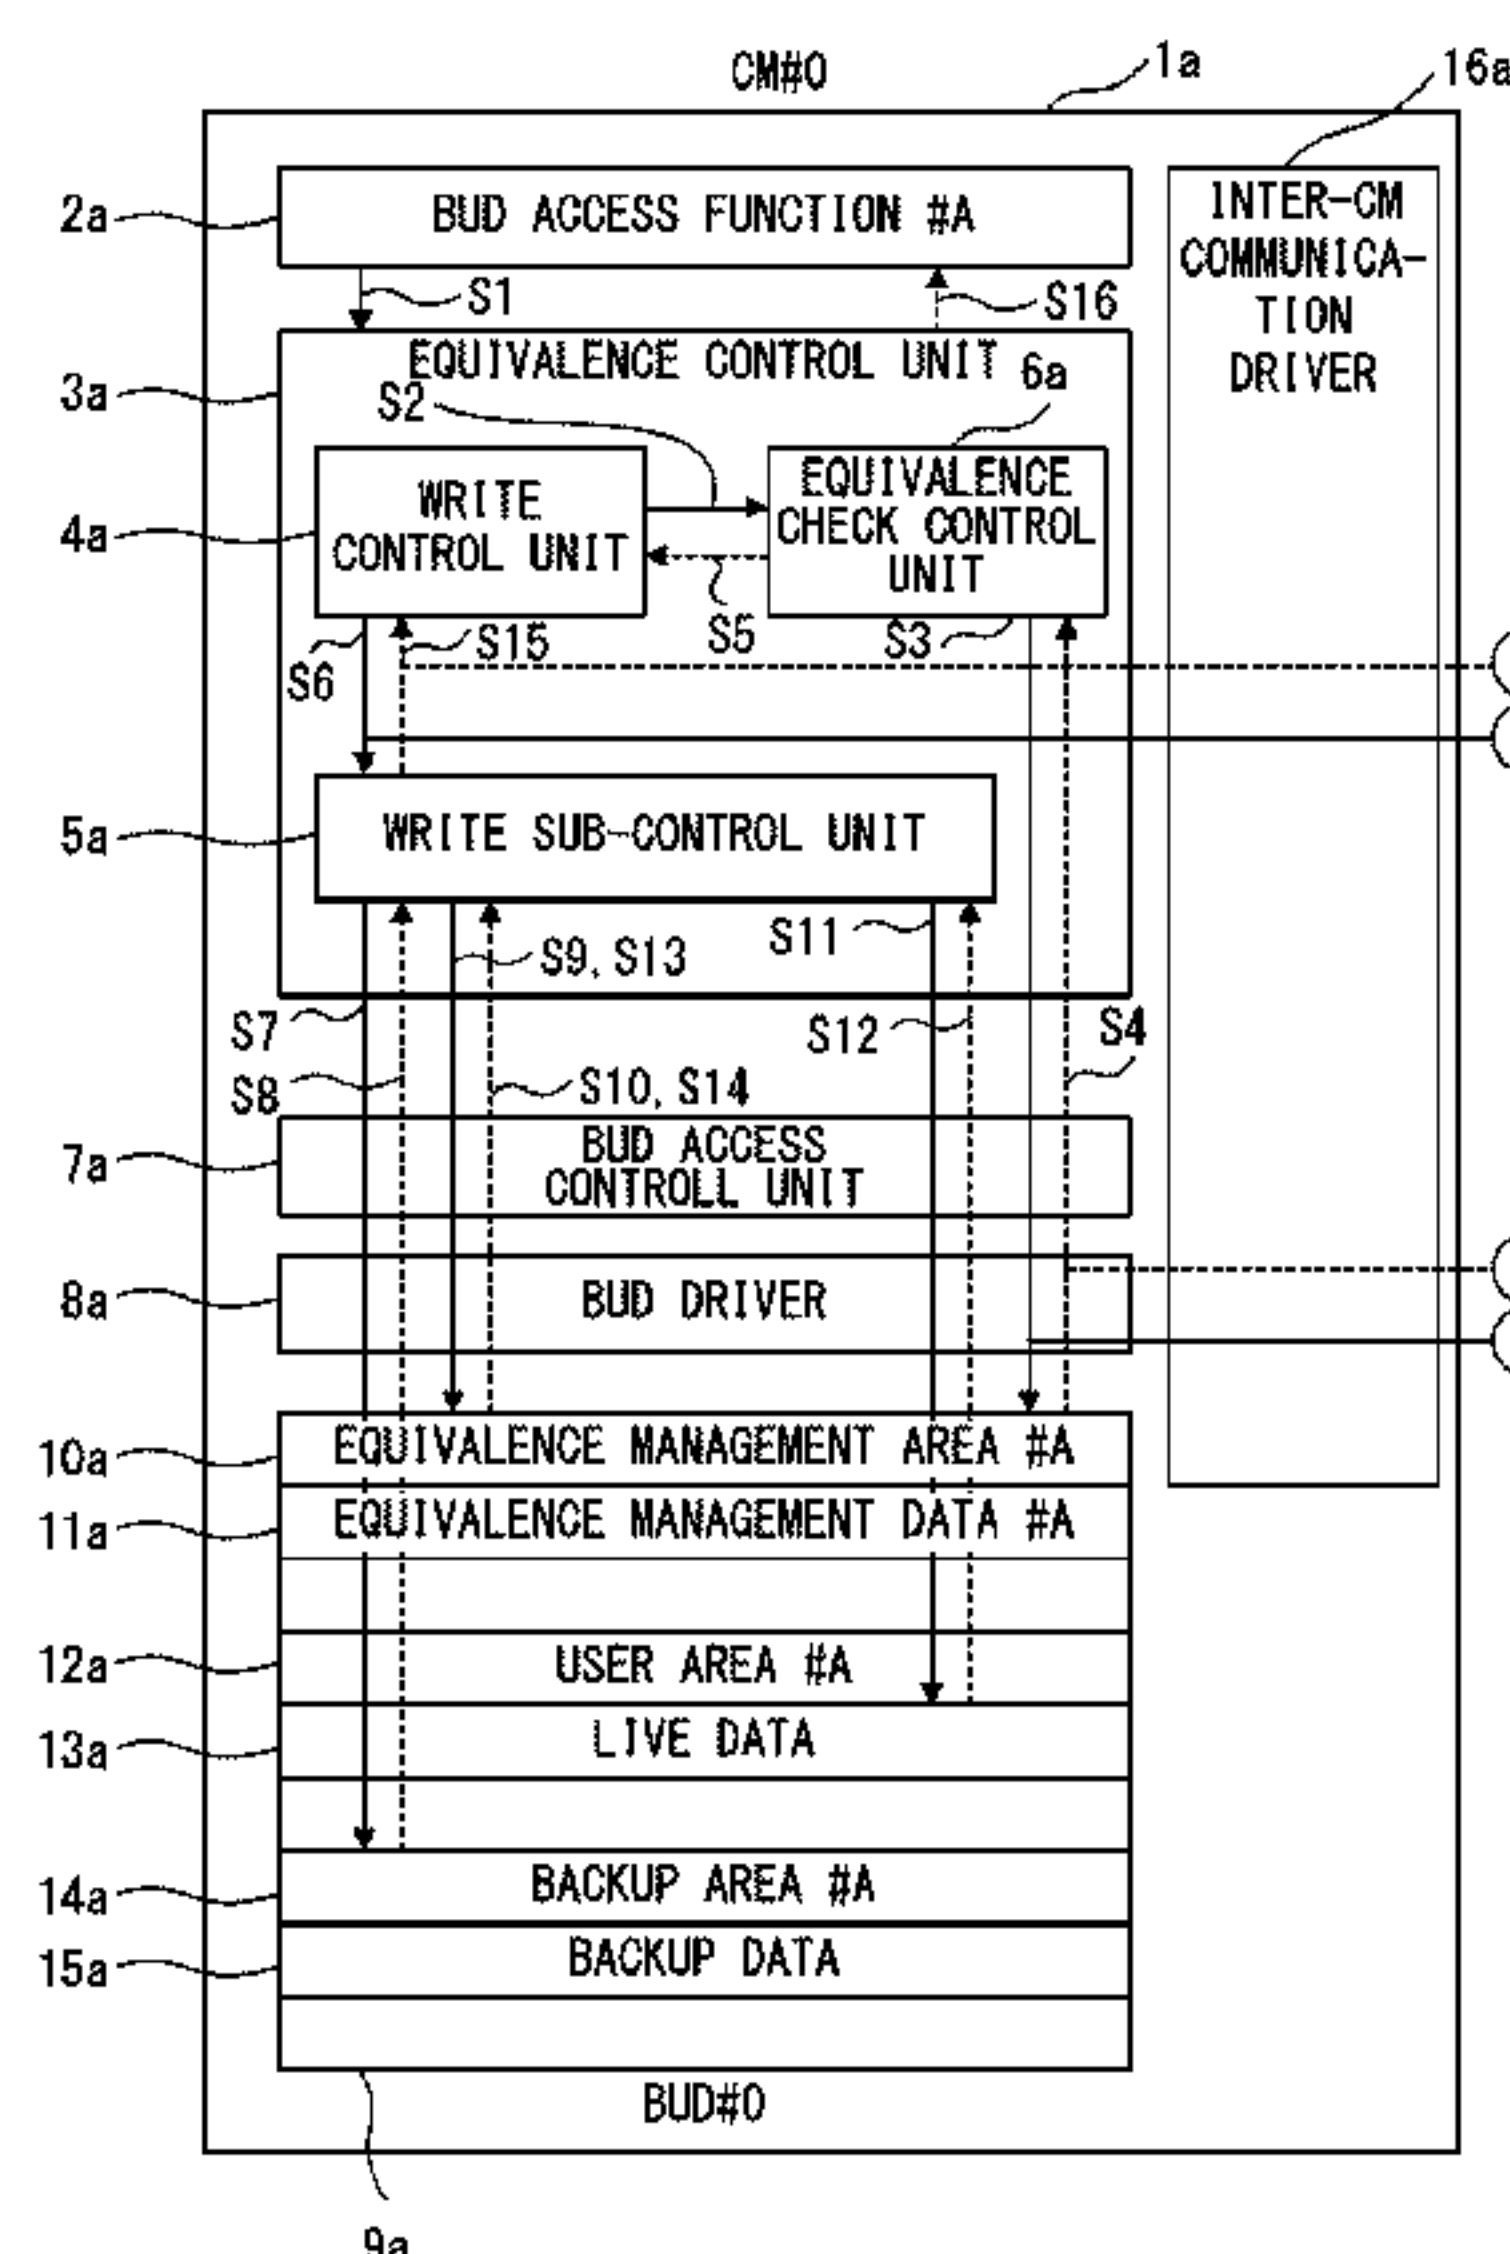 CM#0
1a
16a
2a
BUD ACCESS FUNCTION #A
INTER-CM
COMMUNICA-
TION
DRIVER
S1
S16
3a
EQUIVALENCE CONTROL UNIT
S2
6a
4a
WRITE
CONTROL UNIT
EQUIVALENCE
CHECK CONTROL
UNIT
S5
S3
S6
S15
5a
WRITE SUB-CONTROL UNIT
S9, S13
S11
S7
S12
S4
S8
S10, S14
7a
BUD ACCESS
CONTROLL UNIT
8a
BUD DRIVER
10a
EQUIVALENCE MANAGEMENT AREA #A
11a
EQUIVALENCE MANAGEMENT DATA #A
12a
USER AREA #A
13a
LIVE DATA
14a
BACKUP AREA #A
15a
BACKUP DATA
BUD#0
9a